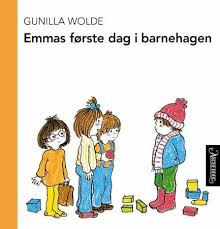 GUNILLA WOLDE
Emmas første dag i barnehagen